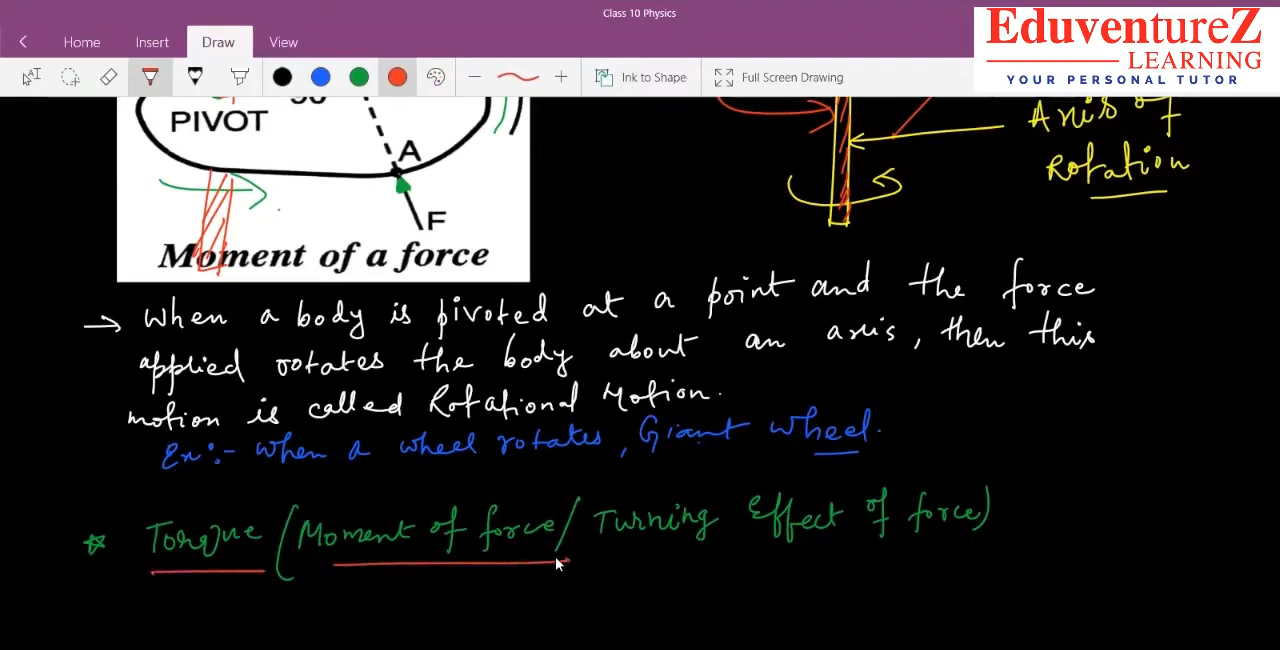 Class 10 Physics
EduventureZ
LEARNING
YOUR PERSONAL TUTOR
Home Insert Draw View
Ink to Shape Full Screen Drawing
PIVOT
A
F
Moment of a force
Axis of
Rotation
→ When a body is pivoted at a point and the force
applied rotates the body about an axis, then this
motion is called Rotational Motion.
Ex:- When a wheel rotates, Giant wheel.
* Torque (Moment of force/ Turning Effect of force)